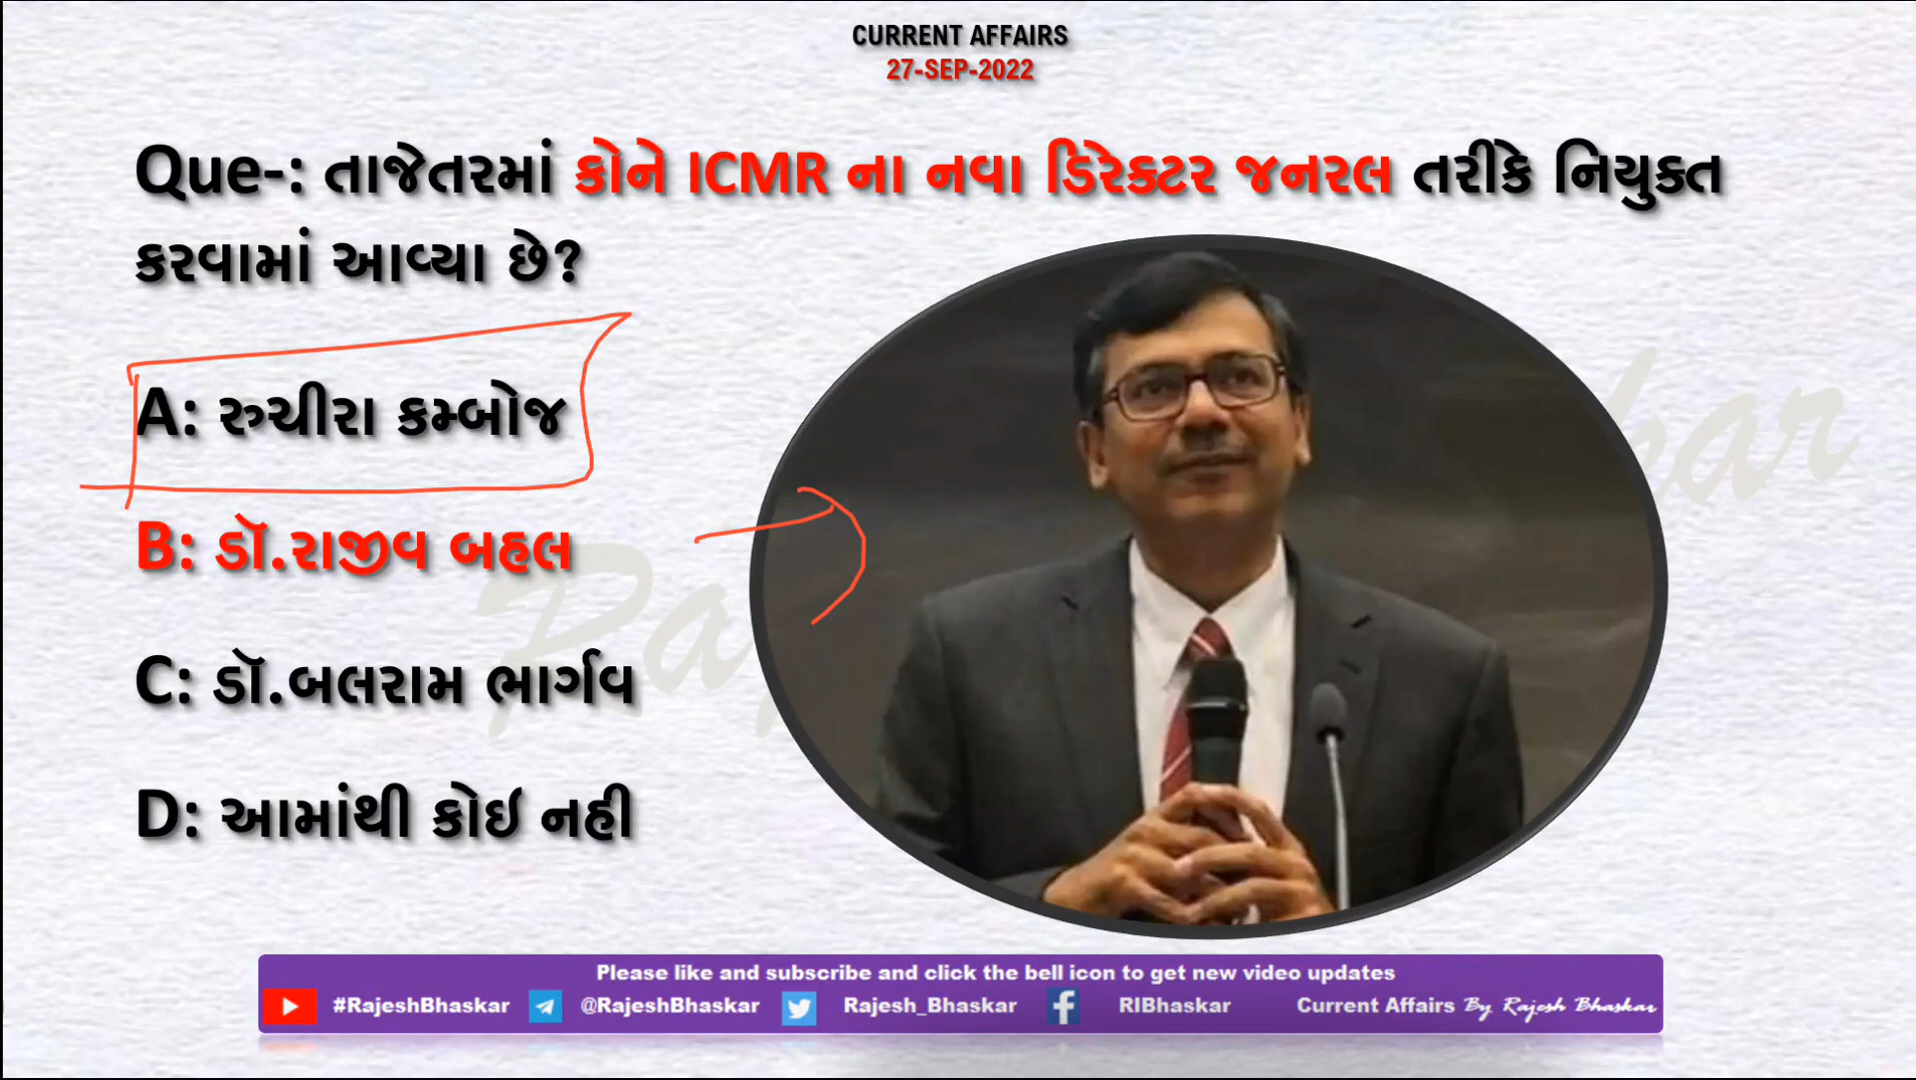 CURRENT AFFAIRS
27-SEP-2022
Que-: તાજેતરમાં કોને ICMR ના નવા ડિરેક્ટર જનરલ તરીકે નિયુક્ત
કરવામાં આવ્યા છે?
A: રુચીરા કમ્બોજ
B: ડૉ.રાજીવ બહલ
C: ડૉ.બલરામ ભાર્ગવ
D: આમાંથી કોઇ નહી
Please like and subscribe and click the bell icon to get new video updates
#RajeshBhaskar @RajeshBhaskar Rajesh_Bhaskar RIBhaskar Current Affairs By Rajesh Bhaskar